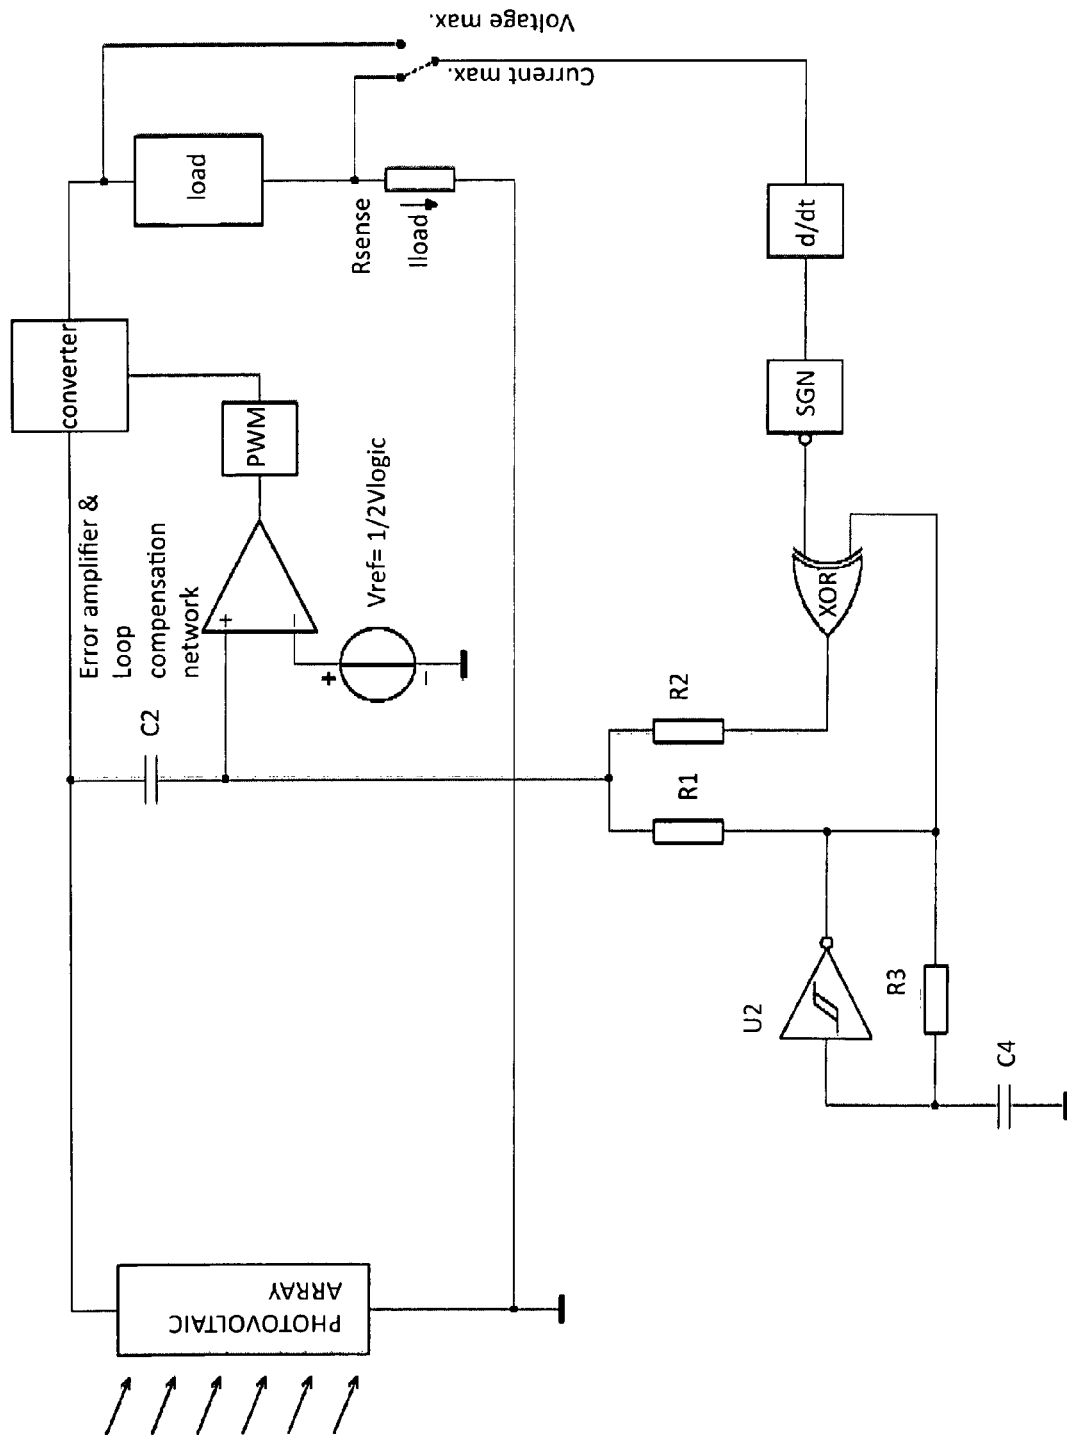 Voltage max.
Current max.
load
Rsense
Iload
converter
PWM
Error amplifier &
Loop
compensation
network
+
−
+
−
Vref= 1/2Vlogic
C2
d/dt
SGN
XOR
R2
R1
U2
R3
C4
PHOTOVOLTAIC
ARRAY